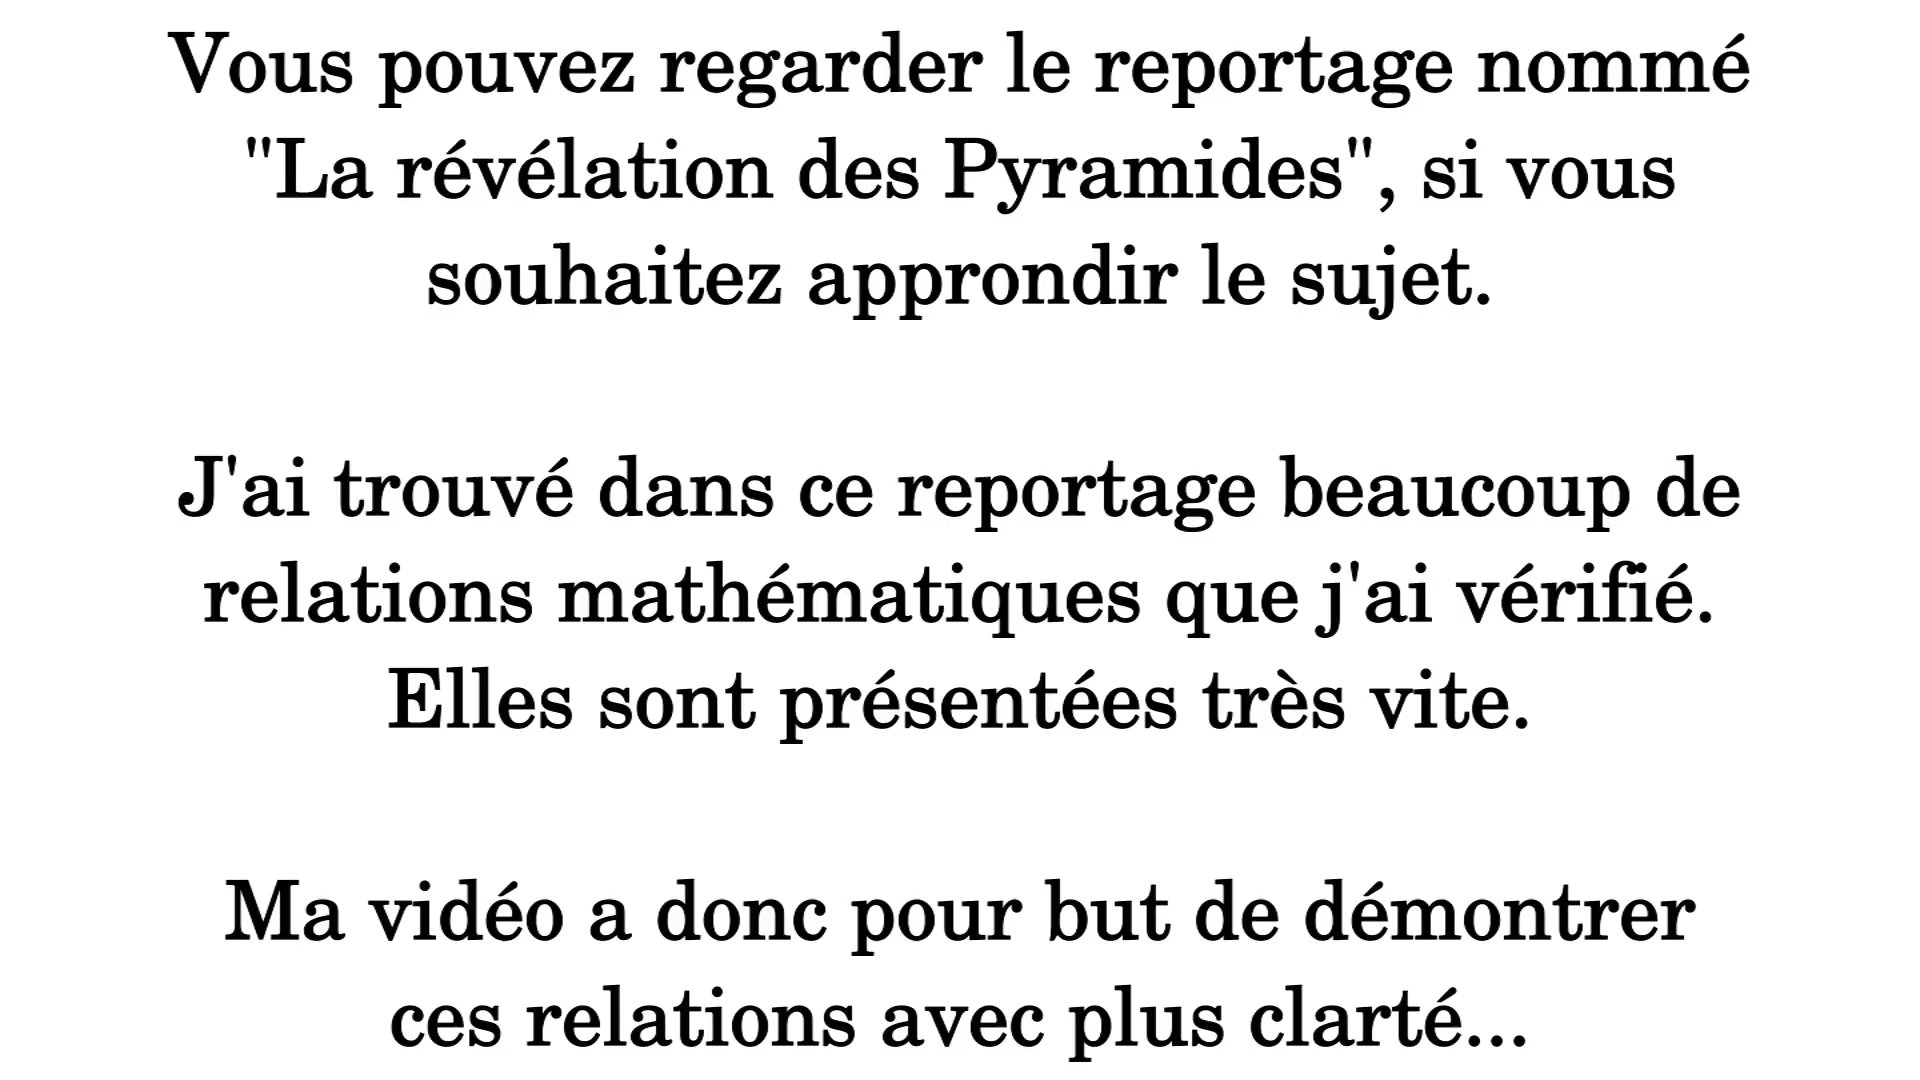 Vous pouvez regarder le reportage nommé
"La révélation des Pyramides", si vous
souhaitez approndir le sujet.
J'ai trouvé dans ce reportage beaucoup de
relations mathématiques que j'ai vérifié.
Elles sont présentées très vite.
Ma vidéo a donc pour but de démontrer
ces relations avec plus clarté...